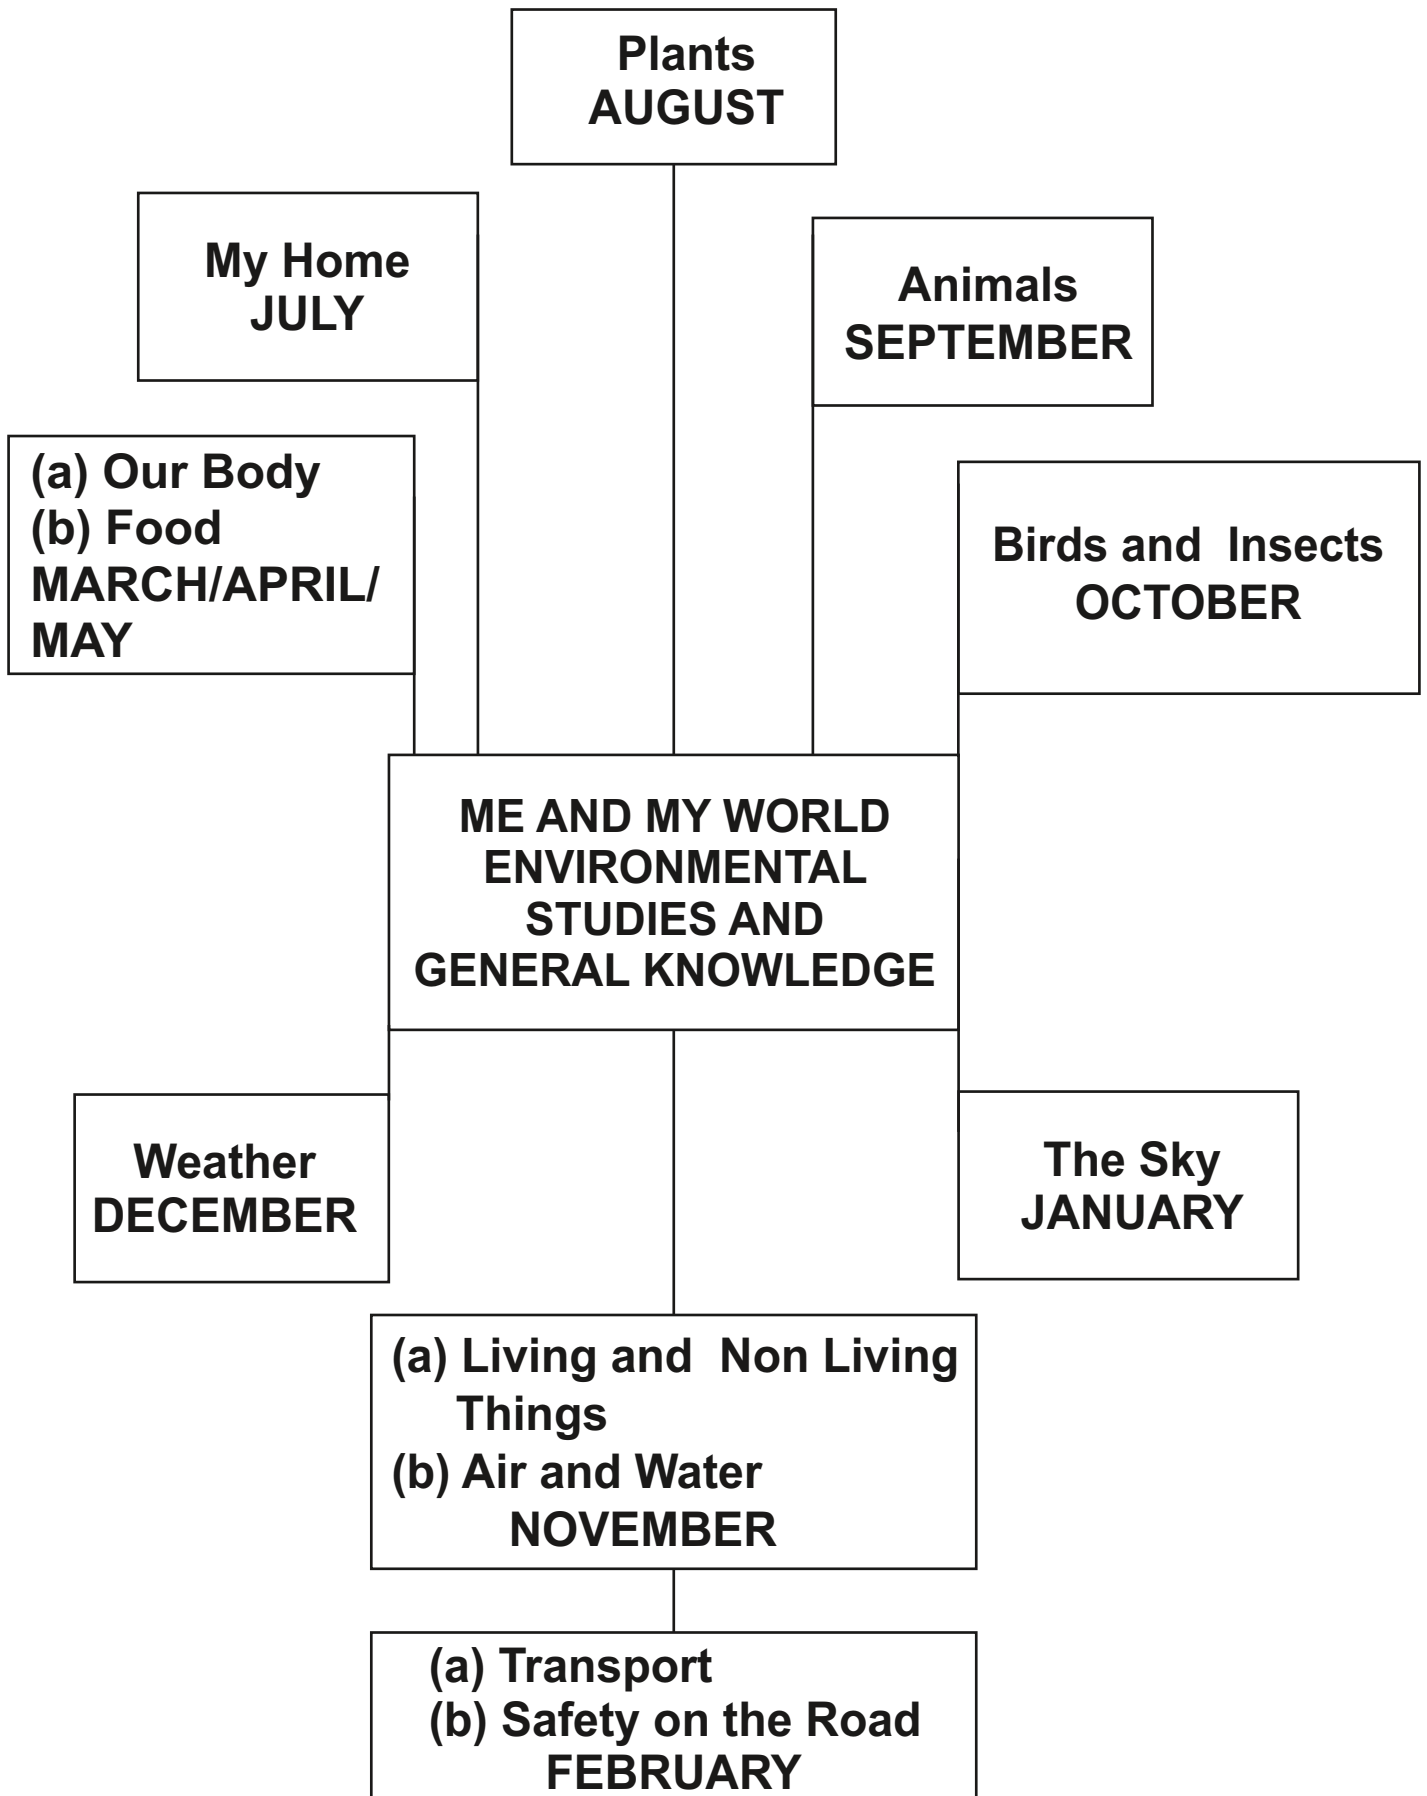 Plants
AUGUST
My Home
JULY
Animals
SEPTEMBER
(a) Our Body
(b) Food
MARCH/APRIL/
MAY
Birds and  Insects
OCTOBER
ME AND MY WORLD
ENVIRONMENTAL
STUDIES AND
GENERAL KNOWLEDGE
Weather
DECEMBER
The Sky
JANUARY
(a) Living and  Non Living
Things
(b) Air and Water
NOVEMBER
(a) Transport
(b) Safety on the Road
FEBRUARY